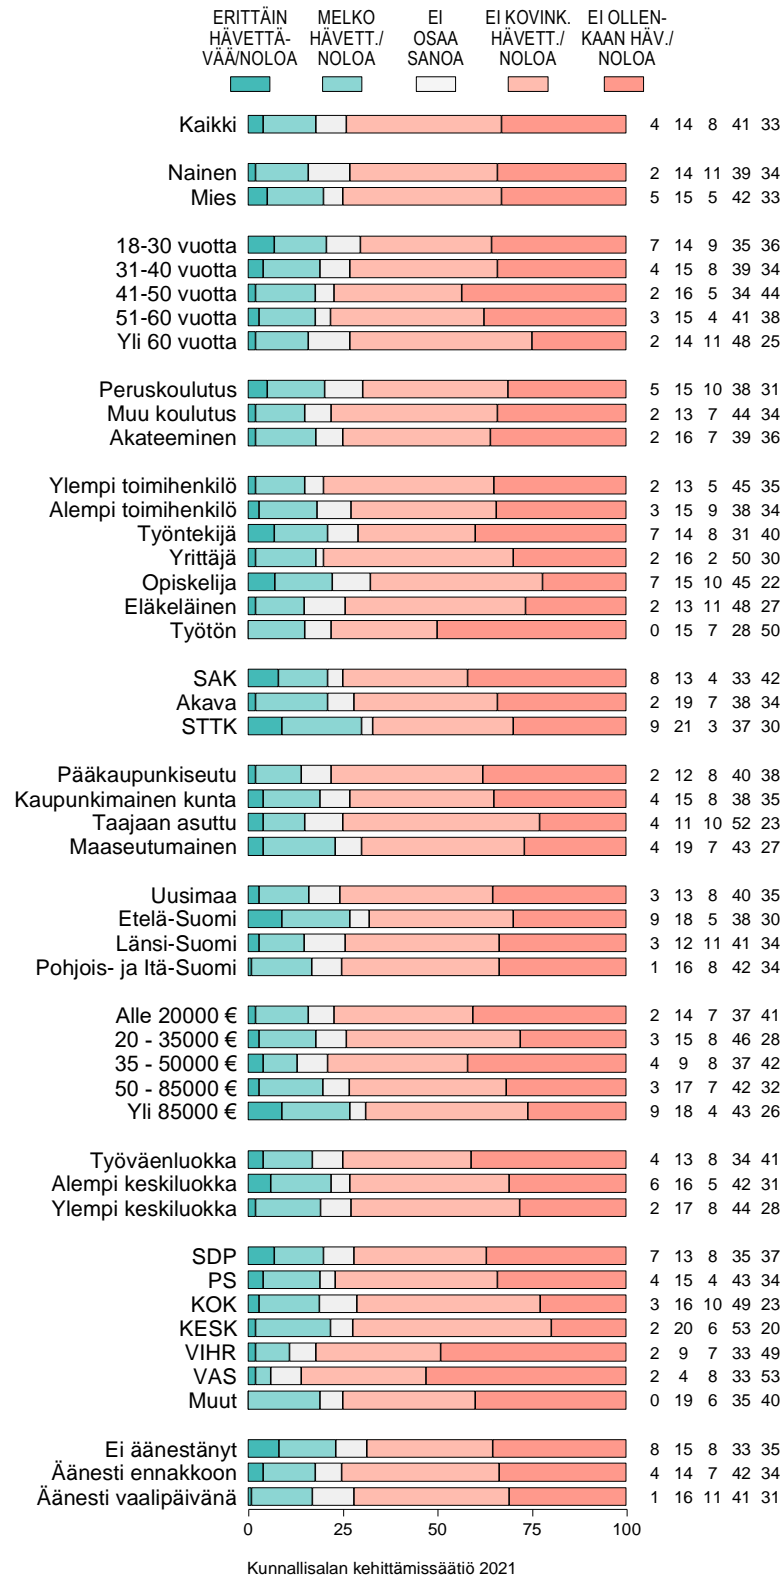 ERITTÄIN MELKO EI EI KOVINK. EI OLLEN-
HÄVETTÄ- HÄVETT./ OSAA HÄVETT./ KAAN HÄV./
VÄÄ/NOLOA NOLOA SANOA NOLOA NOLOA
Kaikki 4 14 8 41 33
Nainen 2 14 11 39 34
Mies 5 15 5 42 33
18-30 vuotta 7 14 9 35 36
31-40 vuotta 4 15 8 39 34
41-50 vuotta 2 16 5 34 44
51-60 vuotta 3 15 4 41 38
Yli 60 vuotta 2 14 11 48 25
Peruskoulutus 5 15 10 38 31
Muu koulutus 2 13 7 44 34
Akateeminen 2 16 7 39 36
Ylempi toimihenkilö 2 13 5 45 35
Alempi toimihenkilö 3 15 9 38 34
Työntekijä 7 14 8 31 40
Yrittäjä 2 16 2 50 30
Opiskelija 7 15 10 45 22
Eläkeläinen 2 13 11 48 27
Työtön 0 15 7 28 50
SAK 8 13 4 33 42
Akava 2 19 7 38 34
STTK 9 21 3 37 30
Pääkaupunkiseutu 2 12 8 40 38
Kaupunkimainen kunta 4 15 8 38 35
Taajaan asuttu 4 11 10 52 23
Maaseutumainen 4 19 7 43 27
Uusimaa 3 13 8 40 35
Etelä-Suomi 9 18 5 38 30
Länsi-Suomi 3 12 11 41 34
Pohjois- ja Itä-Suomi 1 16 8 42 34
Alle 20000 € 2 14 7 37 41
20 - 35000 € 3 15 8 46 28
35 - 50000 € 4 9 8 37 42
50 - 85000 € 3 17 7 42 32
Yli 85000 € 9 18 4 43 26
Työväenluokka 4 13 8 34 41
Alempi keskiluokka 6 16 5 42 31
Ylempi keskiluokka 2 17 8 44 28
SDP 7 13 8 35 37
PS 4 15 4 43 34
KOK 3 16 10 49 23
KESK 2 20 6 53 20
VIHR 2 9 7 33 49
VAS 2 4 8 33 53
Muut 0 19 6 35 40
Ei äänestänyt 8 15 8 33 35
Äänesti ennakkoon 4 14 7 42 34
Äänesti vaalipäivänä 1 16 11 41 31
0 25 50 75 100
Kunnallisalan kehittämissäätiö 2021